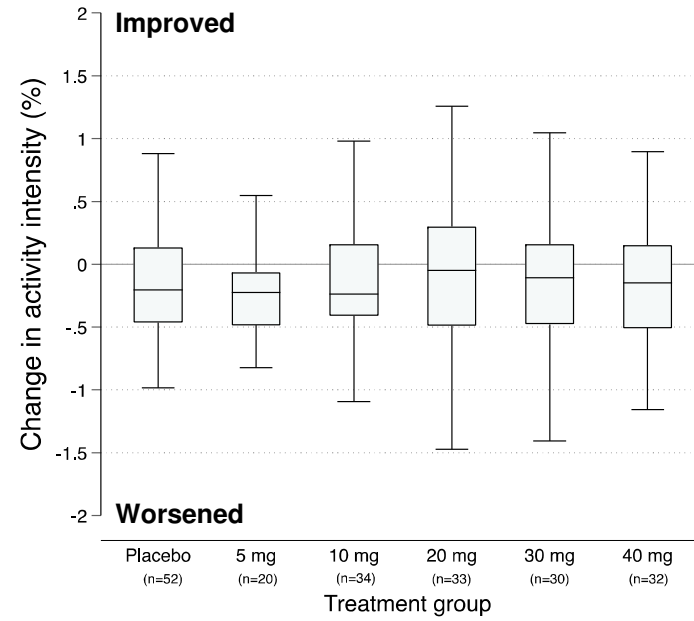 Improved
Change in activity intensity (%)
2
1.5
1
.5
0
-.5
-1
-1.5
-2
Worsened
Placebo 5 mg 10 mg 20 mg 30 mg 40 mg
(n=52) (n=20) (n=34) (n=33) (n=30) (n=32)
Treatment group